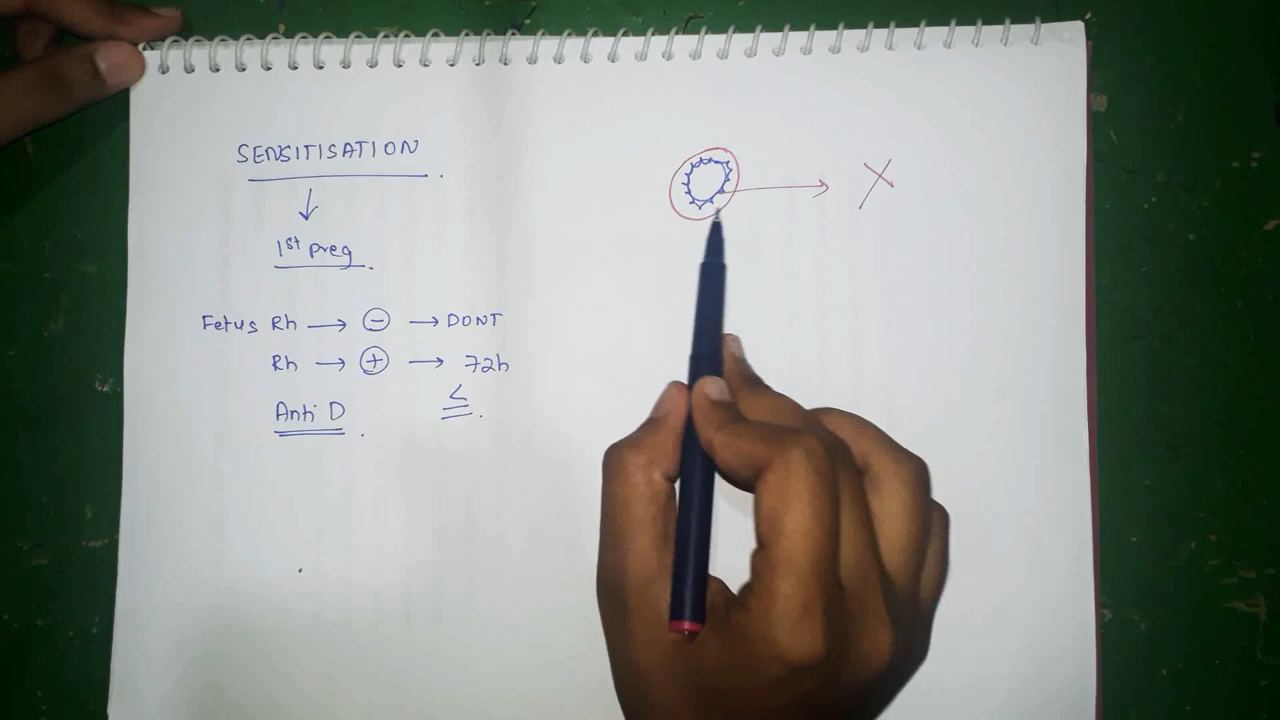 SENSITISATION
↓
1st preg
Fetus Rh → ⊖ → DONT
Rh → ⊕ → 72h
Anti D ≤
→ X